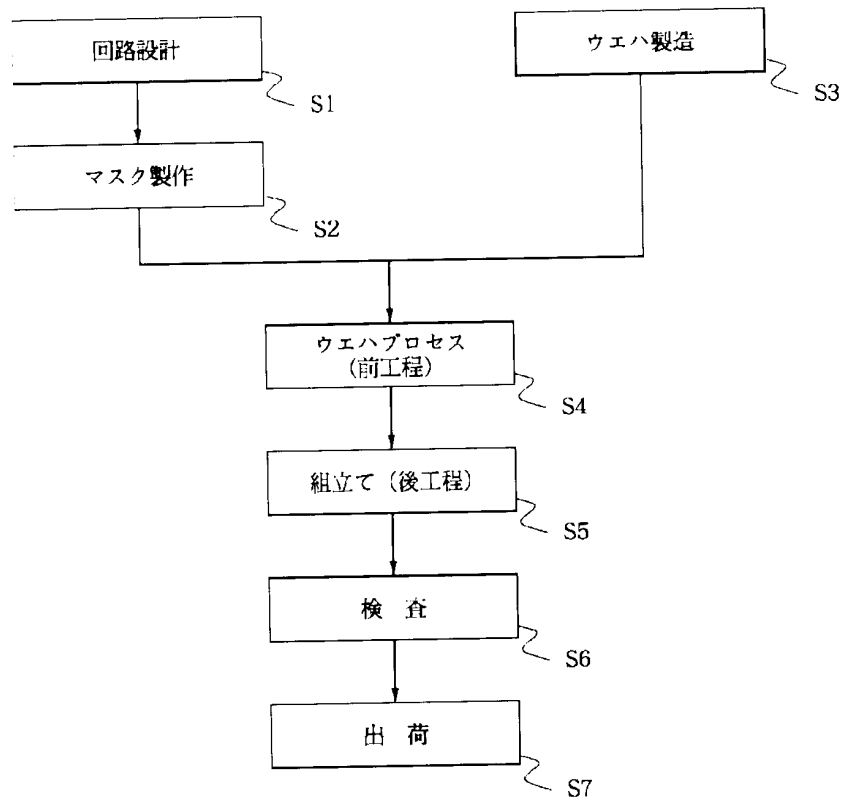 回路設計
S1
ウエハ製造
S3
マスク製作
S2
ウエハプロセス
(前工程)
S4
組立て (後工程)
S5
検 査
S6
出 荷
S7